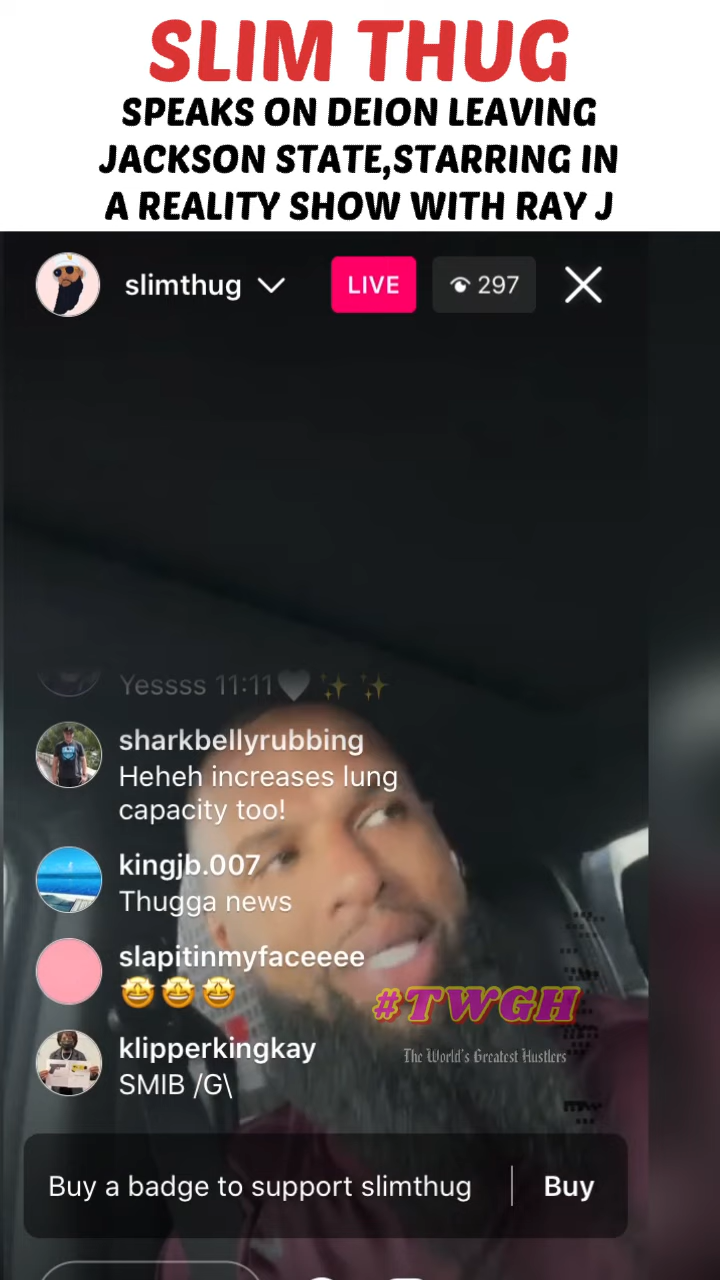 SLIM THUG
SPEAKS ON DEION LEAVING
JACKSON STATE,STARRING IN
A REALITY SHOW WITH RAY J
slimthug
LIVE
297
Yessss 11:11🤍✨ ✨
sharkbellyrubbing
Heheh increases lung
capacity too!
kingjb.007
Thugga news
slapitinmyfaceeee
🤩🤩🤩
klipperkingkay
SMIB /G\
#TWGH
The World's Greatest Hustlers
Buy a badge to support slimthug
Buy